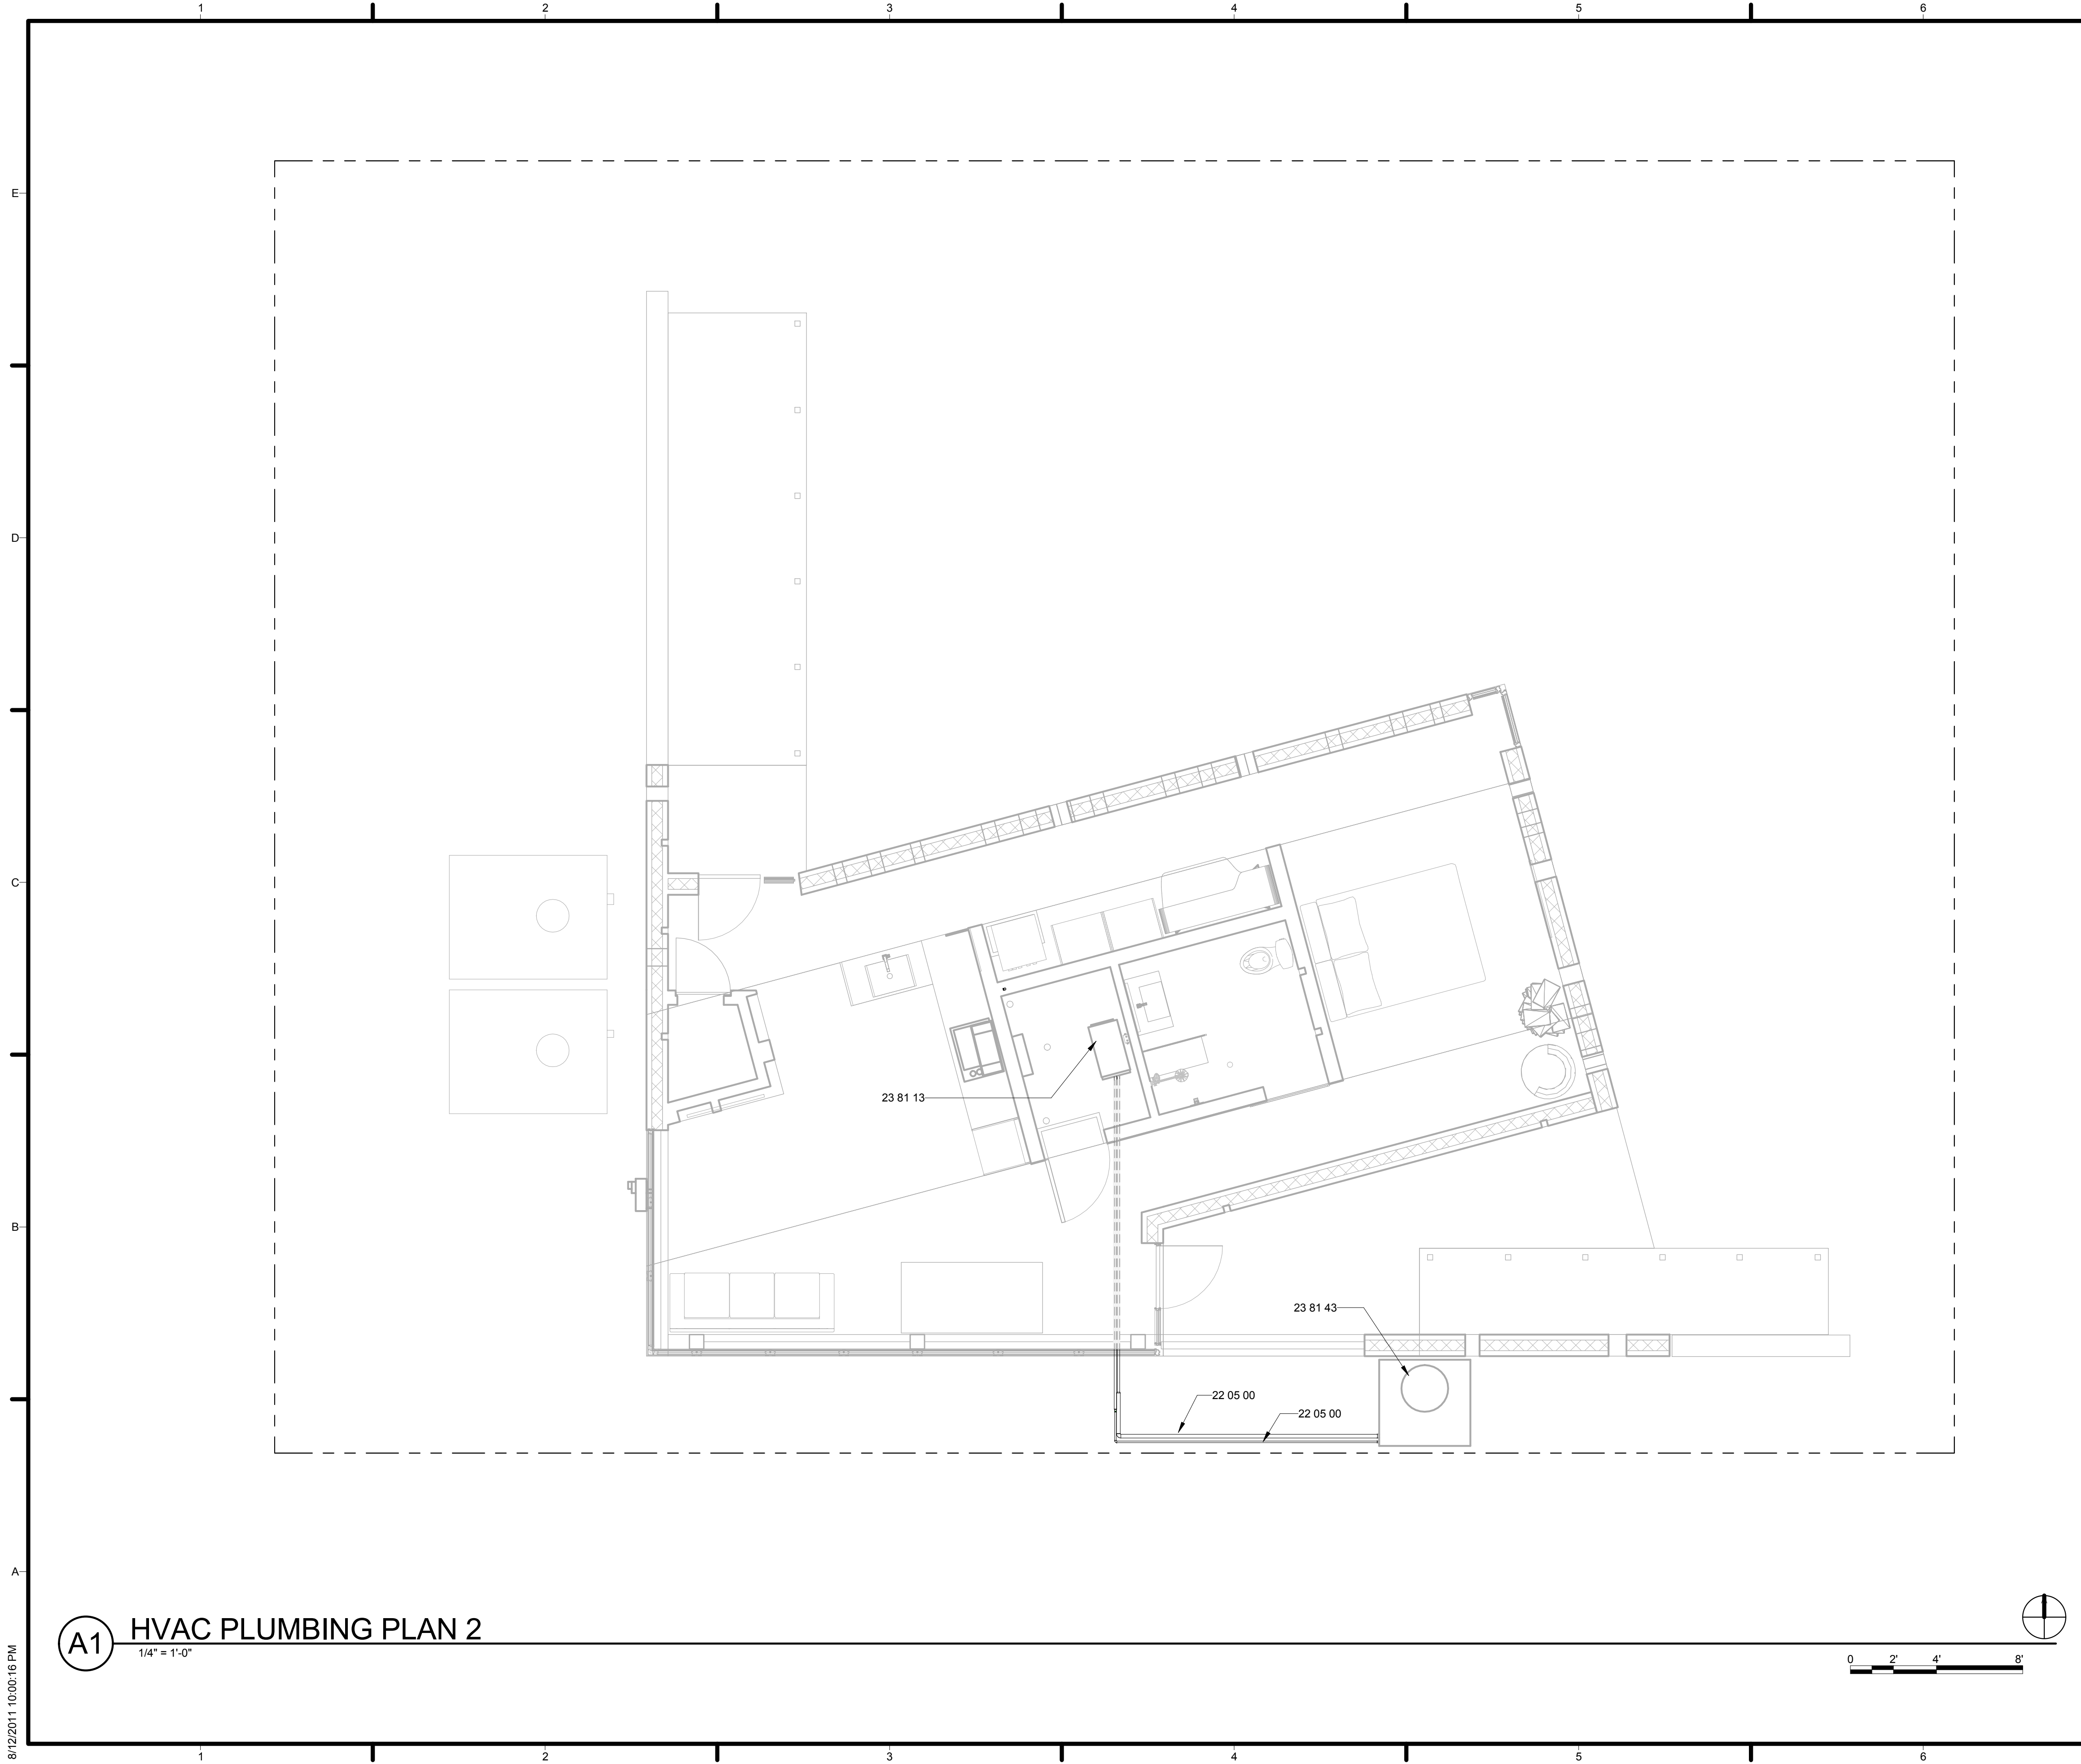 1 2 3 4 5 6
E
D
C
B
A
23 81 13
23 81 43
22 05 00
22 05 00
A1
HVAC PLUMBING PLAN 2
1/4" = 1'-0"
0 2' 4' 8'
8/12/2011 10:00:16 PM
1 2 3 4 5 6